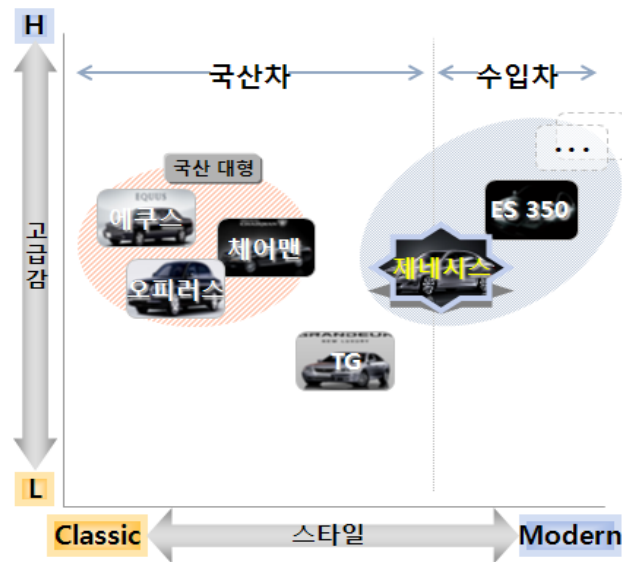 H
국산차
수입차
...
국산 대형
EQUUS
에쿠스
ES 350
체어맨
고급감
제네시스
오피러스
GRANDEUR
NEW LUXURY
TG
L
Classic
스타일
Modern